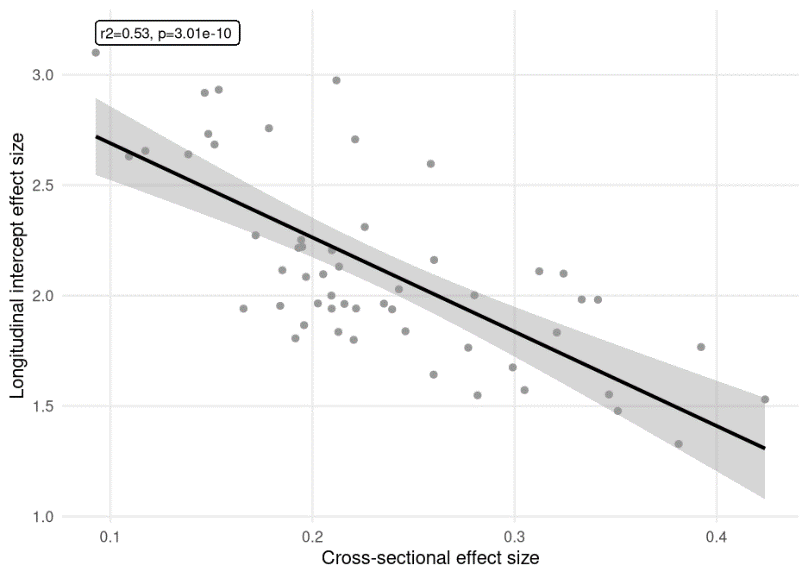 r2=0.53, p=3.01e-10
3.0
2.5
2.0
1.5
1.0
Longitudinal intercept effect size
0.1 0.2 0.3 0.4
Cross-sectional effect size